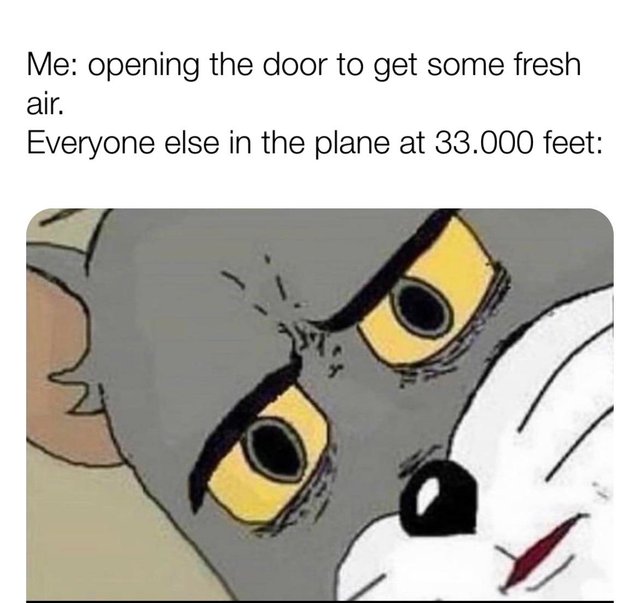 Me: opening the door to get some fresh
air.
Everyone else in the plane at 33.000 feet: